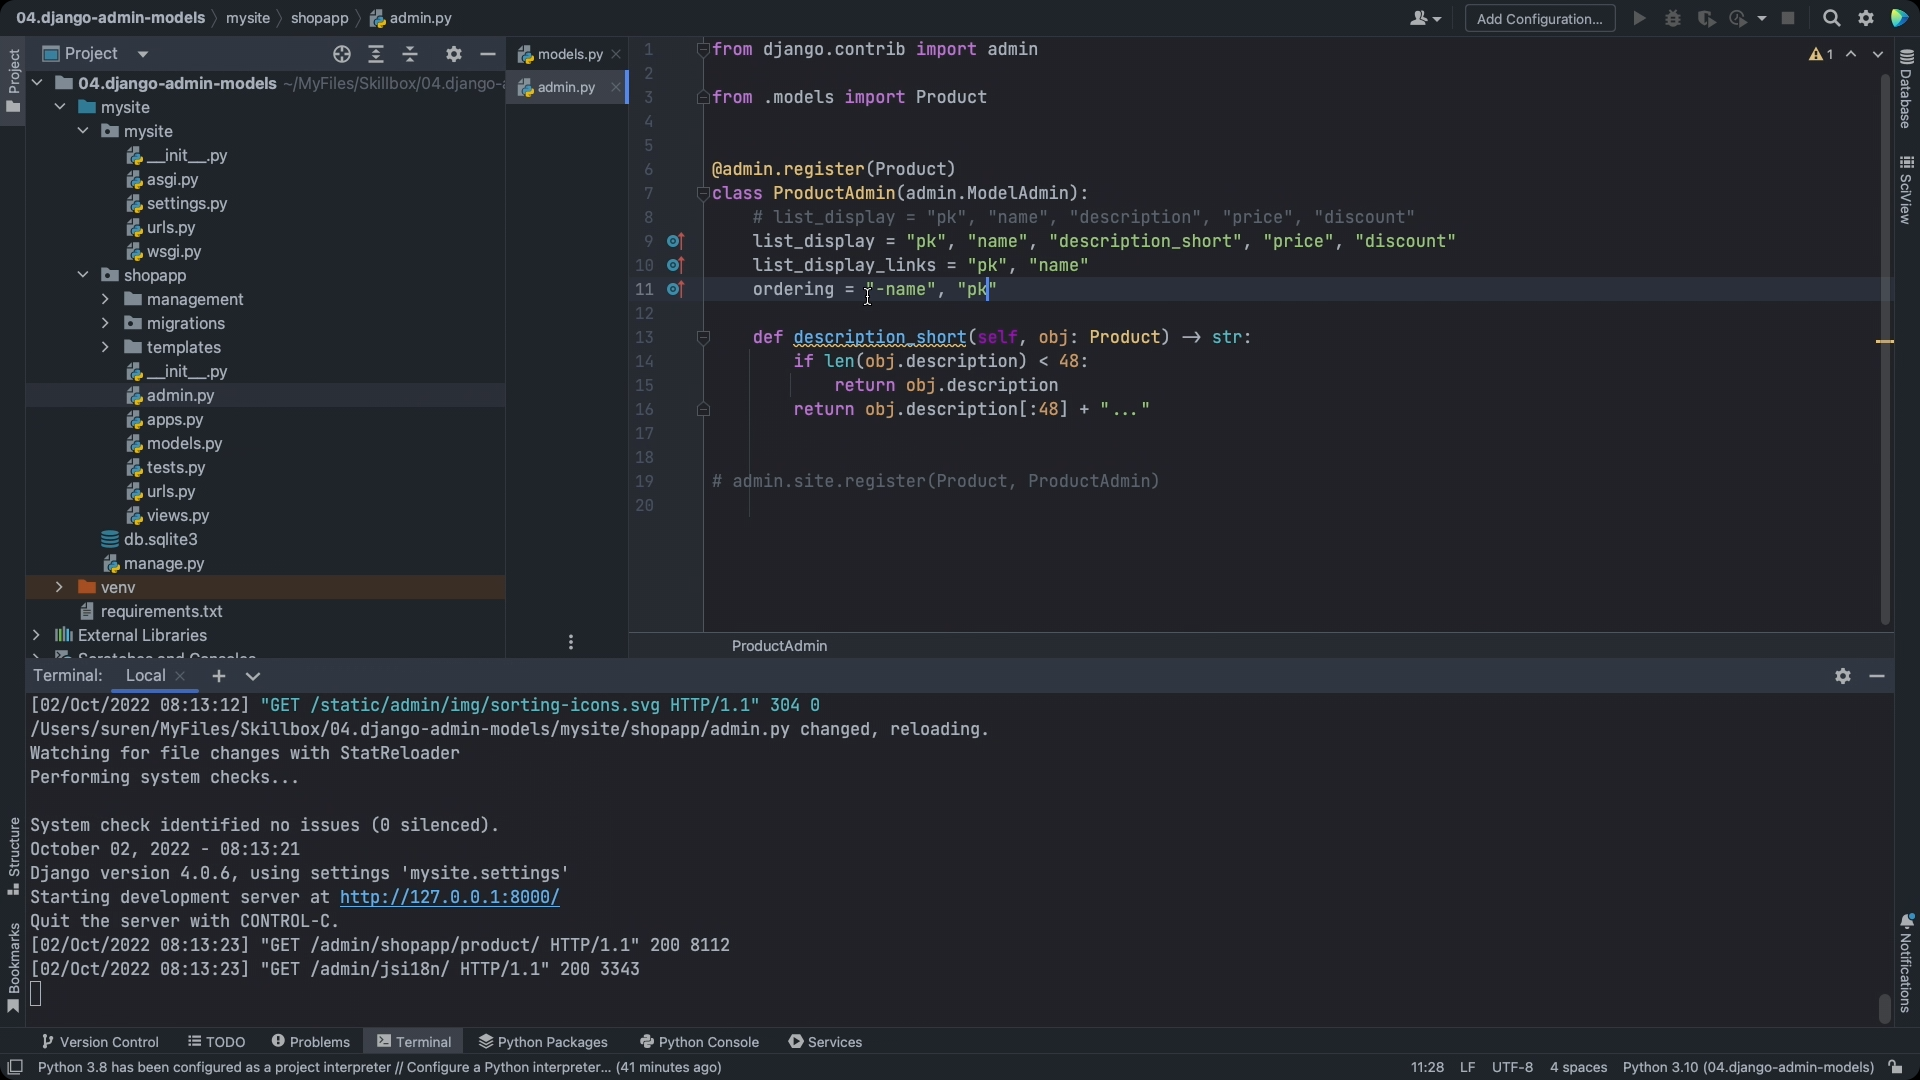 04.django-admin-models mysite shopapp admin.py
Add Configuration...
Project
Project
04.django-admin-models ~/MyFiles/Skillbox/04.django-
mysite
mysite
__init__.py
asgi.py
settings.py
urls.py
wsgi.py
shopapp
management
migrations
templates
__init__.py
admin.py
apps.py
models.py
tests.py
urls.py
views.py
db.sqlite3
manage.py
venv
requirements.txt
External Libraries
Scratches and Consoles
models.py
admin.py
1 from django.contrib import admin
2
3 from .models import Product
4
5
6 @admin.register(Product)
7 class ProductAdmin(admin.ModelAdmin):
8 # list_display = "pk", "name", "description", "price", "discount"
9 list_display = "pk", "name", "description_short", "price", "discount"
10 list_display_links = "pk", "name"
11 ordering = "-name", "pk"
12
13 def description_short(self, obj: Product) → str:
14 if len(obj.description) < 48:
15 return obj.description
16 return obj.description[:48] + "..."
17
18
19 # admin.site.register(Product, ProductAdmin)
20
1
Database
SciView
Notifications
ProductAdmin
Terminal: Local
[02/Oct/2022 08:13:12] "GET /static/admin/img/sorting-icons.svg HTTP/1.1" 304 0
/Users/suren/MyFiles/Skillbox/04.django-admin-models/mysite/shopapp/admin.py changed, reloading.
Watching for file changes with StatReloader
Performing system checks...
System check identified no issues (0 silenced).
October 02, 2022 - 08:13:21
Django version 4.0.6, using settings 'mysite.settings'
Starting development server at http://127.0.0.1:8000/
Quit the server with CONTROL-C.
[02/Oct/2022 08:13:23] "GET /admin/shopapp/product/ HTTP/1.1" 200 8112
[02/Oct/2022 08:13:23] "GET /admin/jsi18n/ HTTP/1.1" 200 3343
Structure
Bookmarks
Version Control TODO Problems Terminal Python Packages Python Console Services
Python 3.8 has been configured as a project interpreter // Configure a Python interpreter... (41 minutes ago) 11:28 LF UTF-8 4 spaces Python 3.10 (04.django-admin-models)